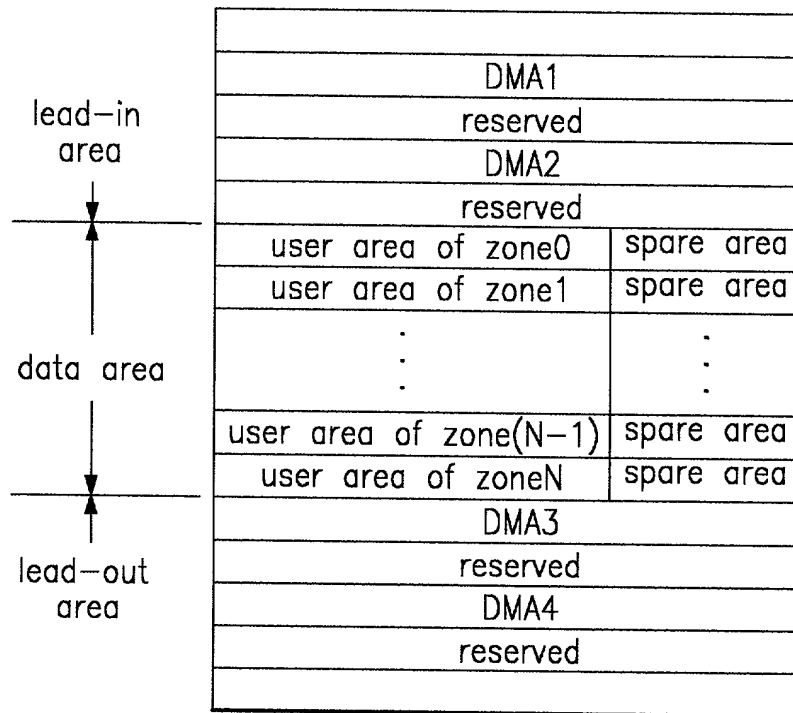 DMA1
lead-in
area
reserved
DMA2
reserved
user area of zone0 spare area
user area of zone1 spare area
data area
user area of zone(N-1) spare area
user area of zoneN spare area
DMA3
lead-out
area
reserved
DMA4
reserved